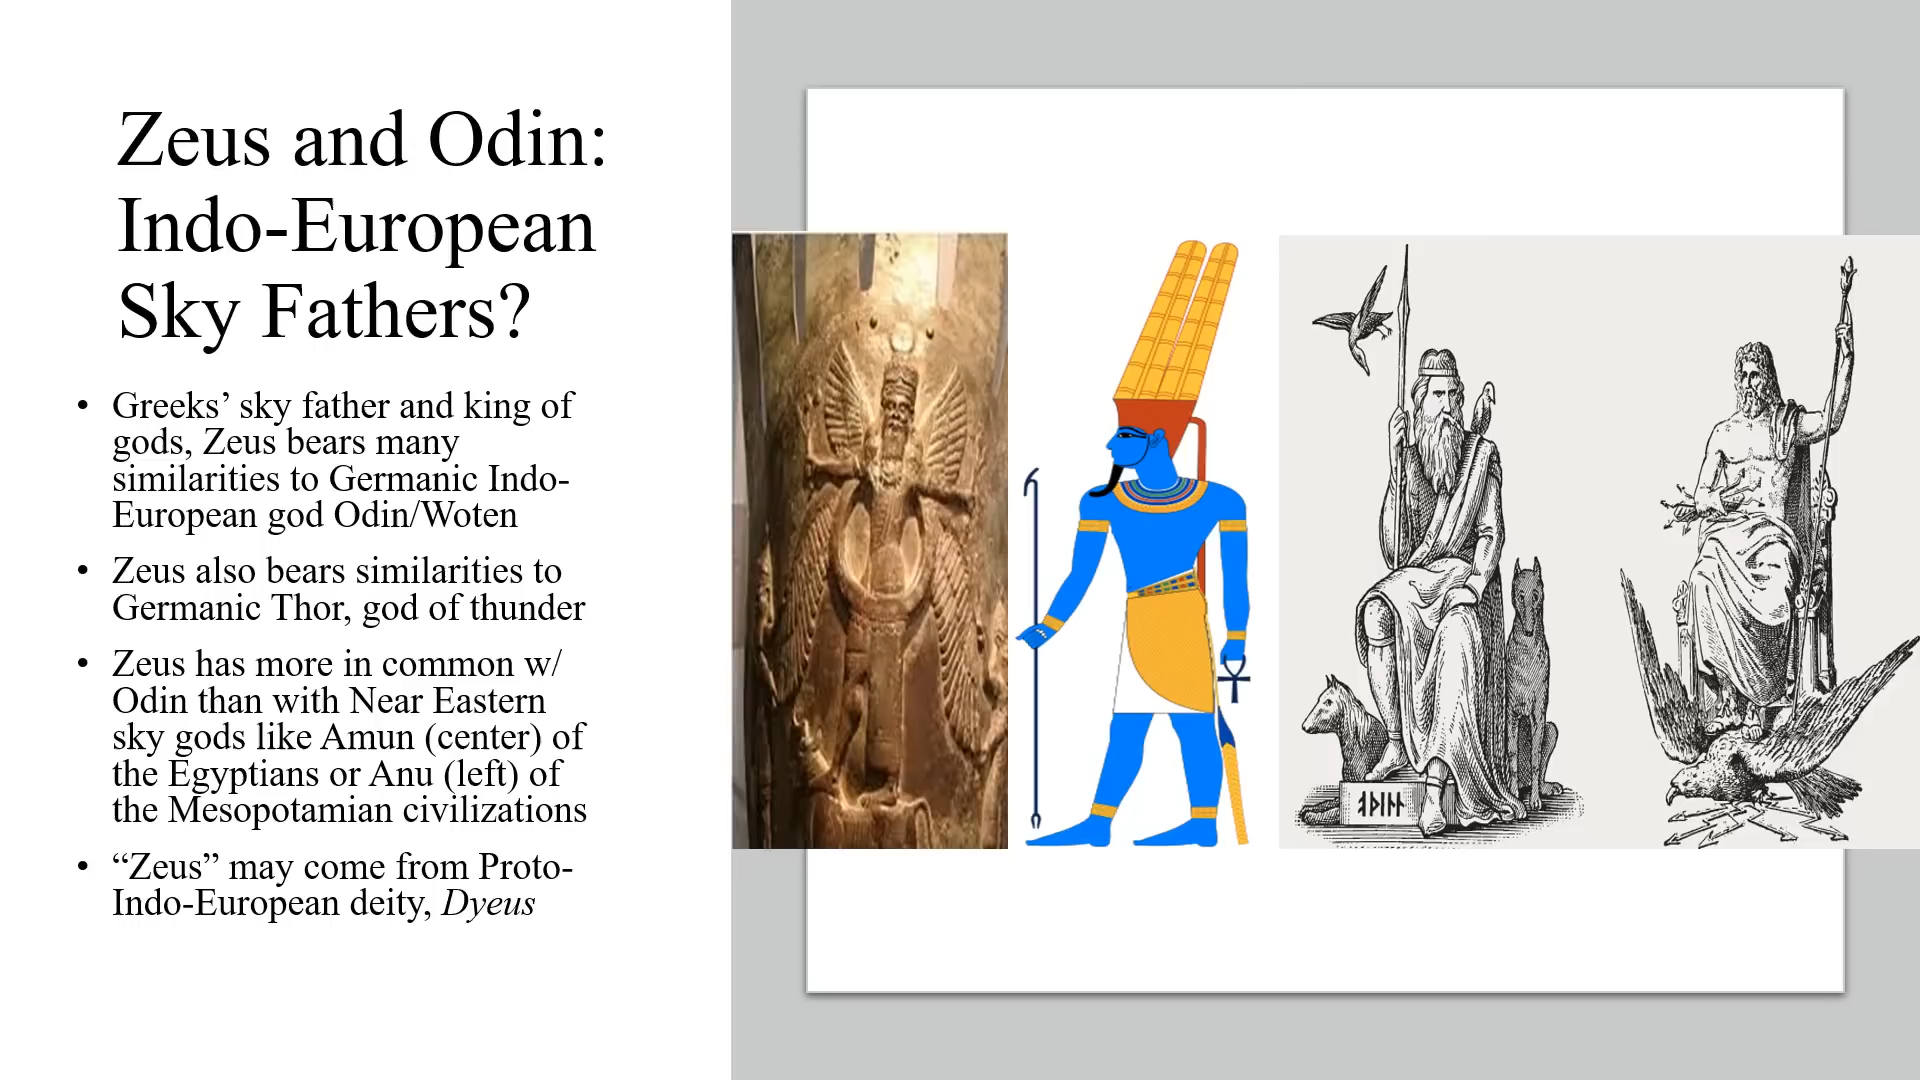 Zeus and Odin:
Indo-European
Sky Fathers?
• Greeks’ sky father and king of
gods, Zeus bears many
similarities to Germanic Indo-
European god Odin/Woten
• Zeus also bears similarities to
Germanic Thor, god of thunder
• Zeus has more in common w/
Odin than with Near Eastern
sky gods like Amun (center) of
the Egyptians or Anu (left) of
the Mesopotamian civilizations
• “Zeus” may come from Proto-
Indo-European deity, Dyeus